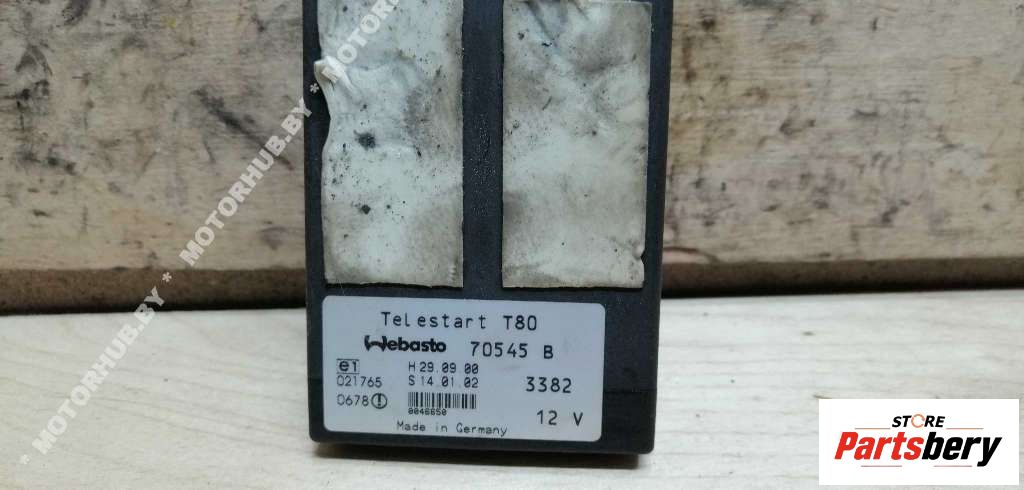 Telestart T80
Webasto 70545 B
e1 H 29.09.00
021765 S 14.01.02 3382
0678 0046650 12 V
Made in Germany
* MOTORHUB.BY * MOTORHUB.BY * MOTORHUB.BY
STORE
Partsbery